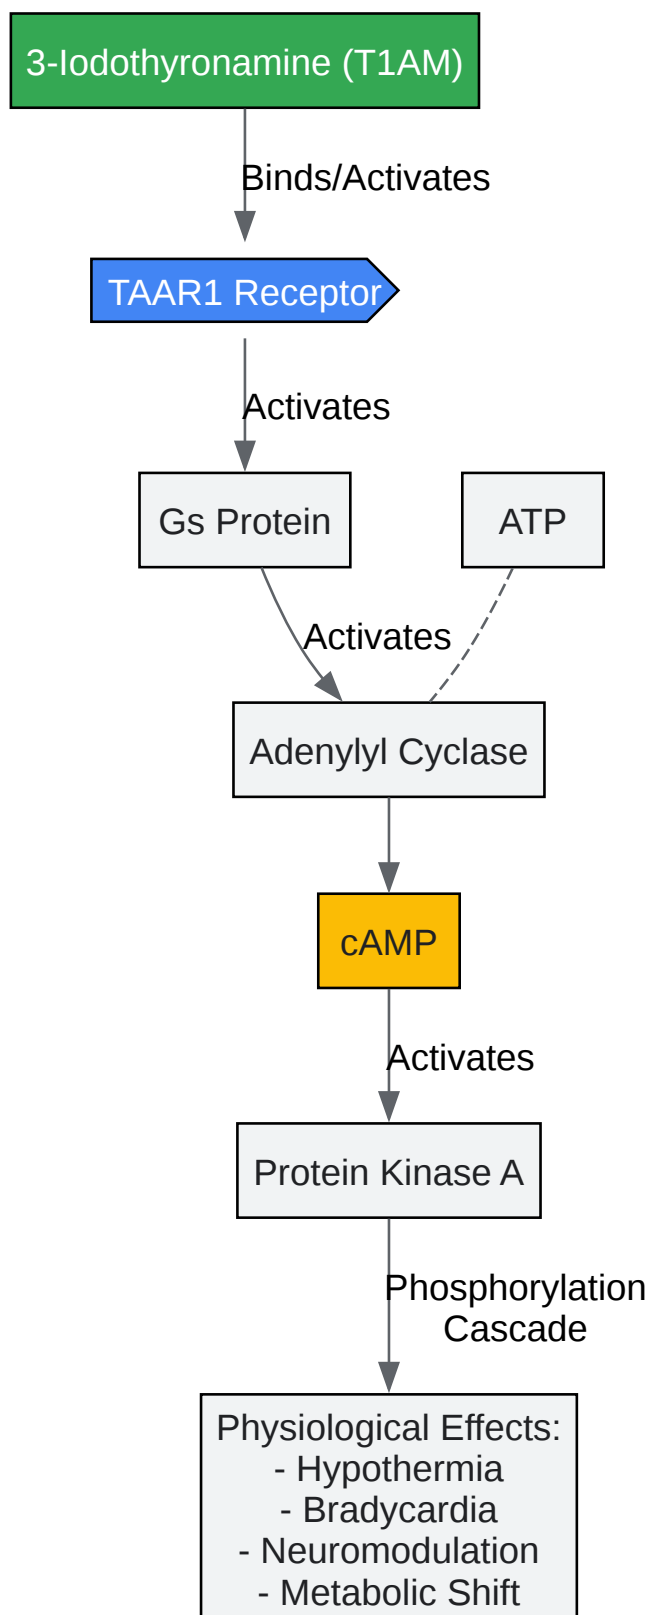 3-Iodothyronamine (T1AM)
Binds/Activates
TAAR1 Receptor
Activates
Gs Protein
ATP
Activates
Adenylyl Cyclase
cAMP
Activates
Protein Kinase A
Phosphorylation
Cascade
Physiological Effects:
- Hypothermia
- Bradycardia
- Neuromodulation
- Metabolic Shift